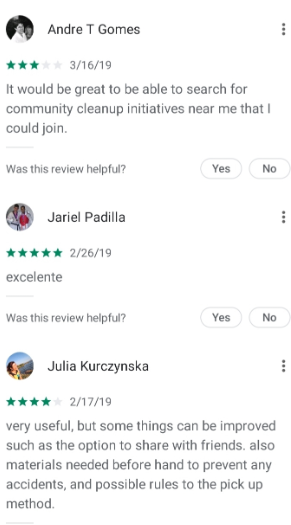 Andre T Gomes
3/16/19
It would be great to be able to search for
community cleanup initiatives near me that I
could join.
Was this review helpful? Yes No
Jariel Padilla
2/26/19
excelente
Was this review helpful? Yes No
Julia Kurczynska
2/17/19
very useful, but some things can be improved
such as the option to share with friends. also
materials needed before hand to prevent any
accidents, and possible rules to the pick up
method.